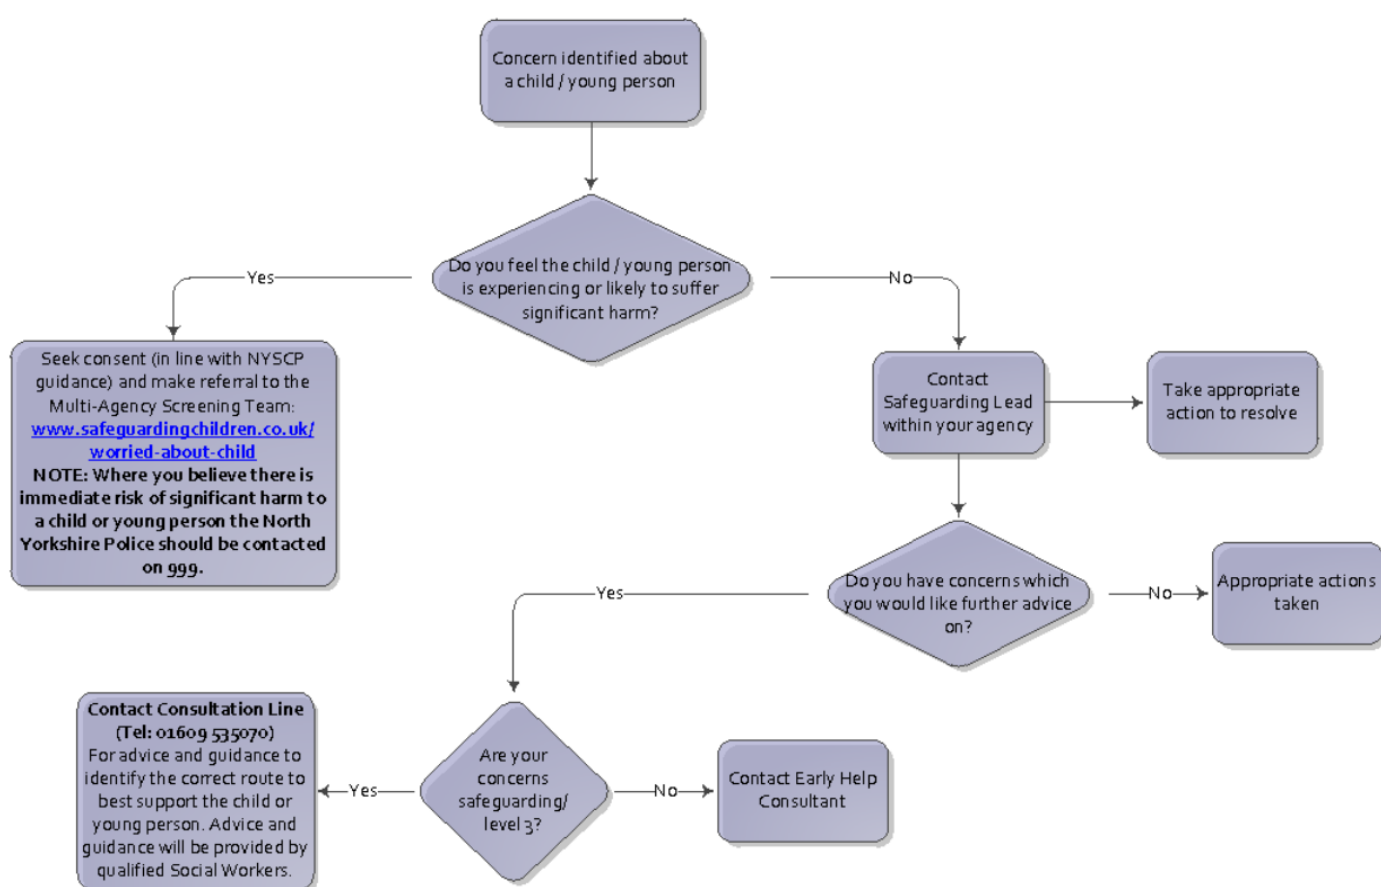 Concern identified about
a child / young person
Do you feel the child / young person
is experiencing or likely to suffer
significant harm?
Yes
No
Seek consent (in line with NYSCP
guidance) and make referral to the
Multi-Agency Screening Team:
www.safeguardingchildren.co.uk/
worried-about-child
NOTE: Where you believe there is
immediate risk of significant harm to
a child or young person the North
Yorkshire Police should be contacted
on 999.
Contact
Safeguarding Lead
within your agency
Take appropriate
action to resolve
Do you have concerns which
you would like further advice
on?
Yes
No
Appropriate actions
taken
Are your
concerns
safeguarding/
level 3?
Yes
No
Contact Consultation Line
(Tel: 01609 535070)
For advice and guidance to
identify the correct route to
best support the child or
young person. Advice and
guidance will be provided by
qualified Social Workers.
Contact Early Help
Consultant